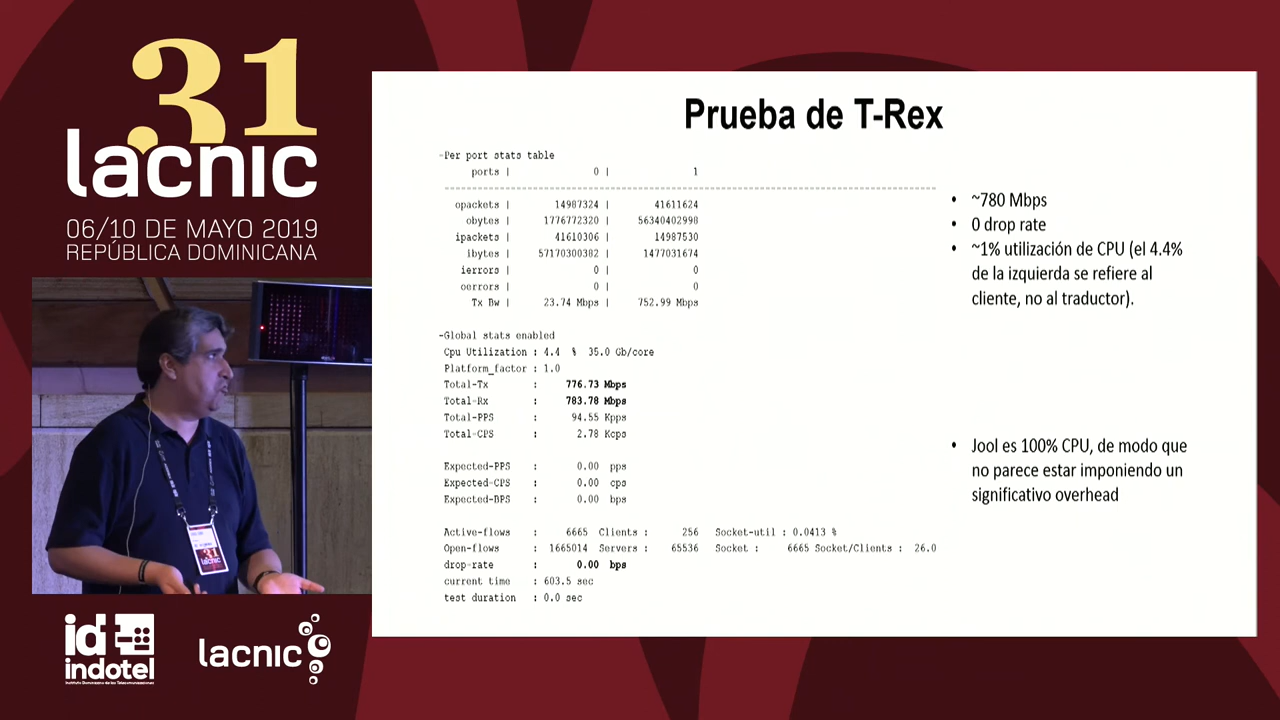 31
lacnic
06/10 DE MAYO 2019
REPÚBLICA DOMINICANA
Prueba de T-Rex
-Per port stats table
ports | 0 | 1
opackets | 14987324 | 41611624
obytes | 1776772320 | 56340402998
ipackets | 41610306 | 14987530
ibytes | 57170300382 | 1477031674
ierrors | 0 | 0
oerrors | 0 | 0
Tx Bw | 23.74 Mbps | 752.99 Mbps
-Global stats enabled
Cpu Utilization : 4.4 % 35.0 Gb/core
Platform_factor : 1.0
Total-Tx : 776.73 Mbps
Total-Rx : 783.78 Mbps
Total-PPS : 94.55 Kpps
Total-CPS : 2.78 Kcps
Expected-PPS : 0.00 pps
Expected-CPS : 0.00 cps
Expected-BPS : 0.00 bps
Active-flows : 6665 Clients : 256 Socket-util : 0.0413 %
Open-flows : 1665014 Servers : 65536 Socket : 6665 Socket/Clients : 26.0
drop-rate : 0.00 bps
current time : 603.5 sec
test duration : 0.0 sec
• ~780 Mbps
• 0 drop rate
• ~1% utilización de CPU (el 4.4%
de la izquierda se refiere al
cliente, no al traductor).
• Jool es 100% CPU, de modo que
no parece estar imponiendo un
significativo overhead
31
lacnic
id
indotel
Instituto Dominicano de las Telecomunicaciones
lacnic